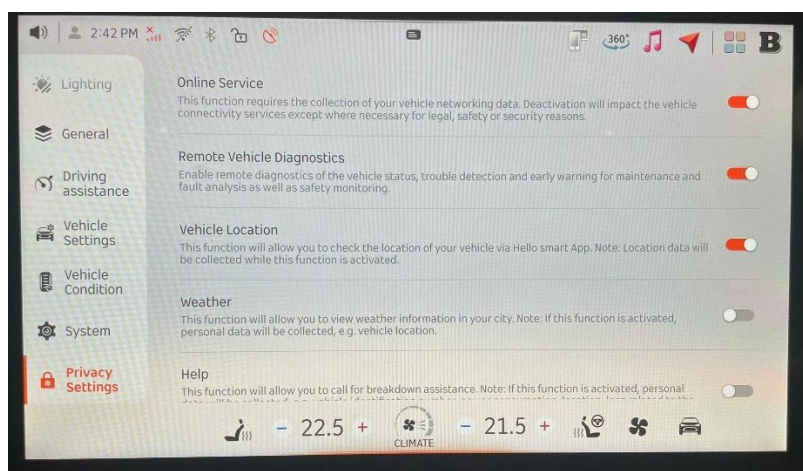 2:42 PM
360°
B
Lighting
General
Driving
assistance
Vehicle
Settings
Vehicle
Condition
System
Privacy
Settings
Online Service
This function requires the collection of your vehicle networking data. Deactivation will impact the vehicle
connectivity services except where necessary for legal, safety or security reasons.
Remote Vehicle Diagnostics
Enable remote diagnostics of the vehicle status, trouble detection and early warning for maintenance and
fault analysis as well as safety monitoring.
Vehicle Location
This function will allow you to check the location of your vehicle via Hello smart App. Note: Location data will
be collected while this function is activated.
Weather
This function will allow you to view weather information in your city. Note: If this function is activated,
personal data will be collected, e.g. vehicle location.
Help
This function will allow you to call for breakdown assistance. Note: If this function is activated, personal
- 22.5 + CLIMATE - 21.5 +